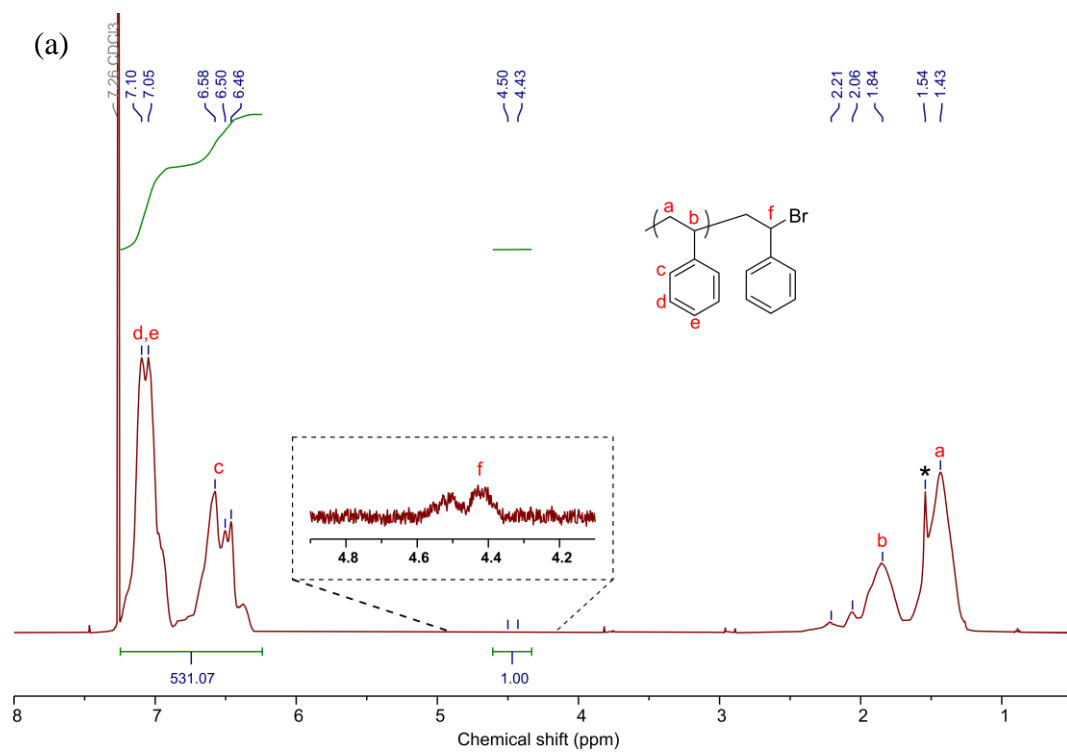 (a)
7.26 CDCl3
7.10
7.05
6.58
6.50
6.46
4.50
4.43
2.21
2.06
1.84
1.54
1.43
a
b
f
Br
c
d
e
d,e
c
f
4.8 4.6 4.4 4.2
*
a
b
531.07
1.00
8 7 6 5 4 3 2 1
Chemical shift (ppm)